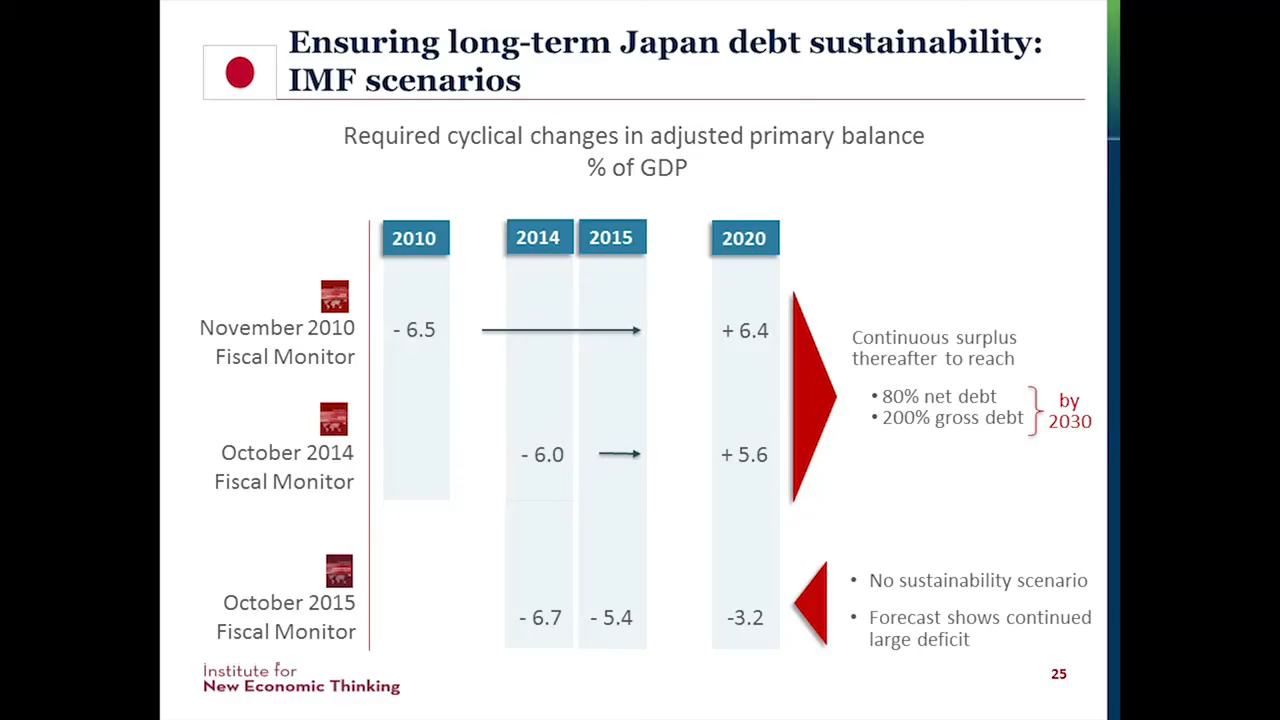 Ensuring long-term Japan debt sustainability:
IMF scenarios
Required cyclical changes in adjusted primary balance
% of GDP
2010
2014
2015
2020
November 2010
Fiscal Monitor
- 6.5
+ 6.4
Continuous surplus
thereafter to reach
• 80% net debt
• 200% gross debt
by
2030
October 2014
Fiscal Monitor
- 6.0
+ 5.6
October 2015
Fiscal Monitor
- 6.7
- 5.4
-3.2
• No sustainability scenario
• Forecast shows continued
large deficit
Institute for
New Economic Thinking
25